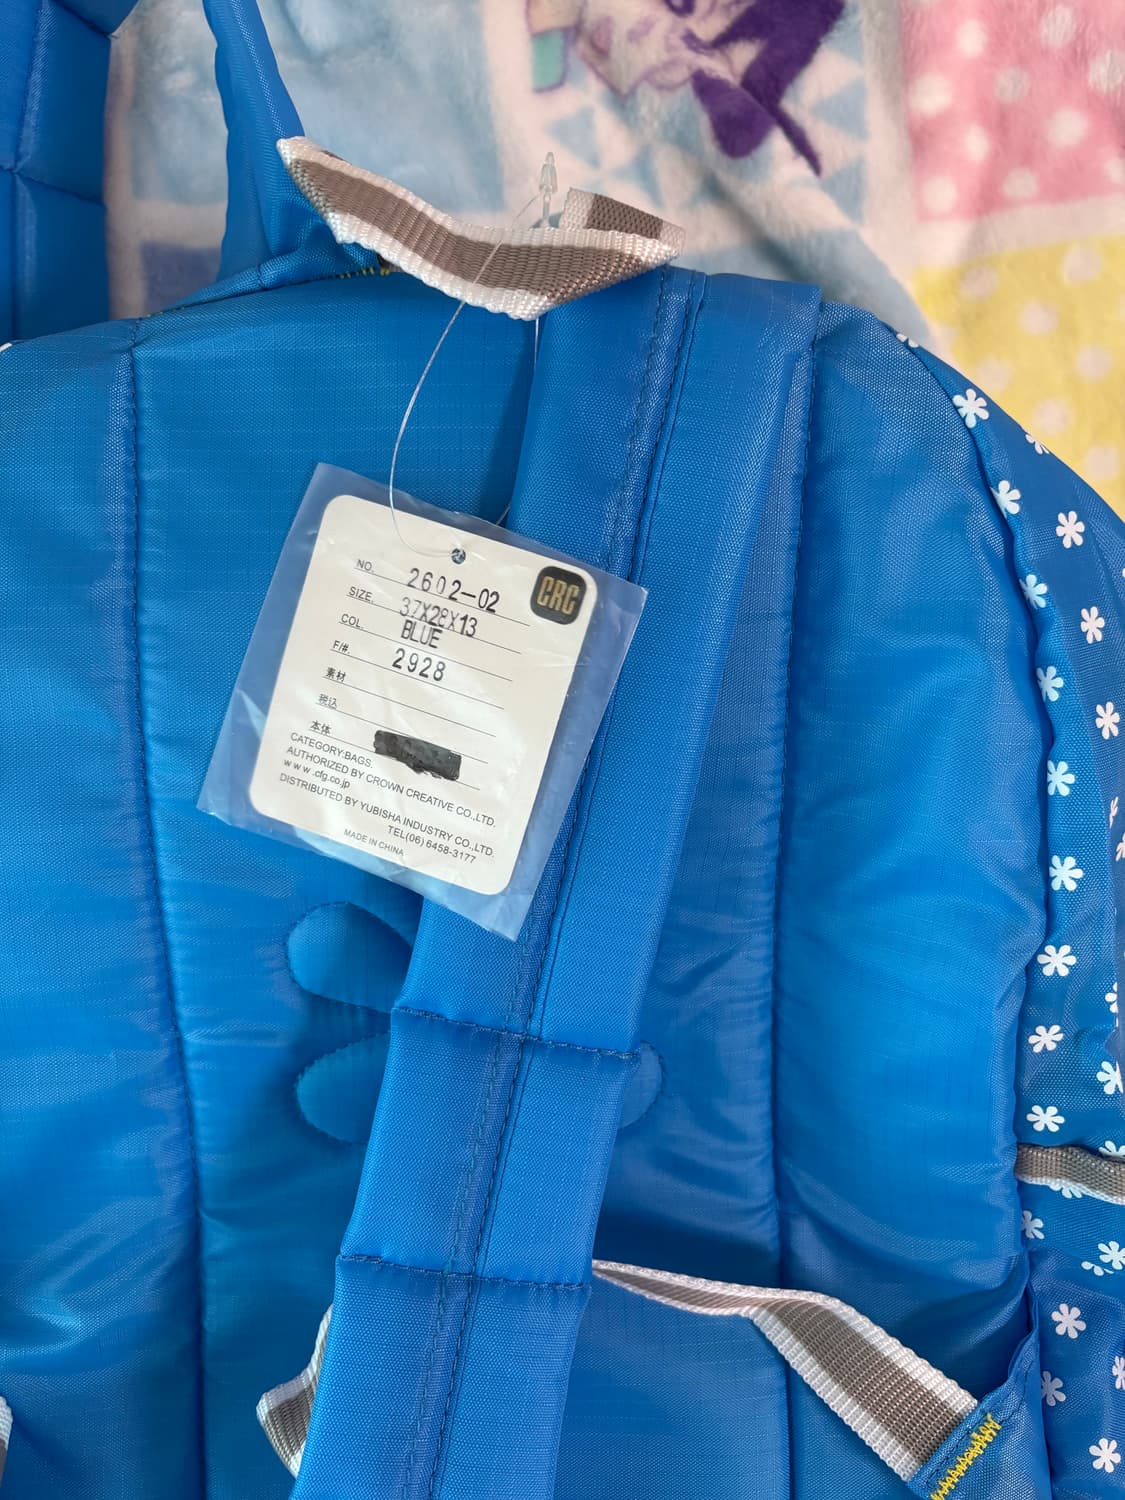 CRC
NO. 2602-02
SIZE. 37X28X13
COL. BLUE
F/#. 2928
素材
税込
本体
CATEGORY:BAGS.
AUTHORIZED BY CROWN CREATIVE CO.,LTD.
www.cfg.co.jp
DISTRIBUTED BY YUBISHA INDUSTRY CO.,LTD.
TEL(06) 6458-3177
MADE IN CHINA